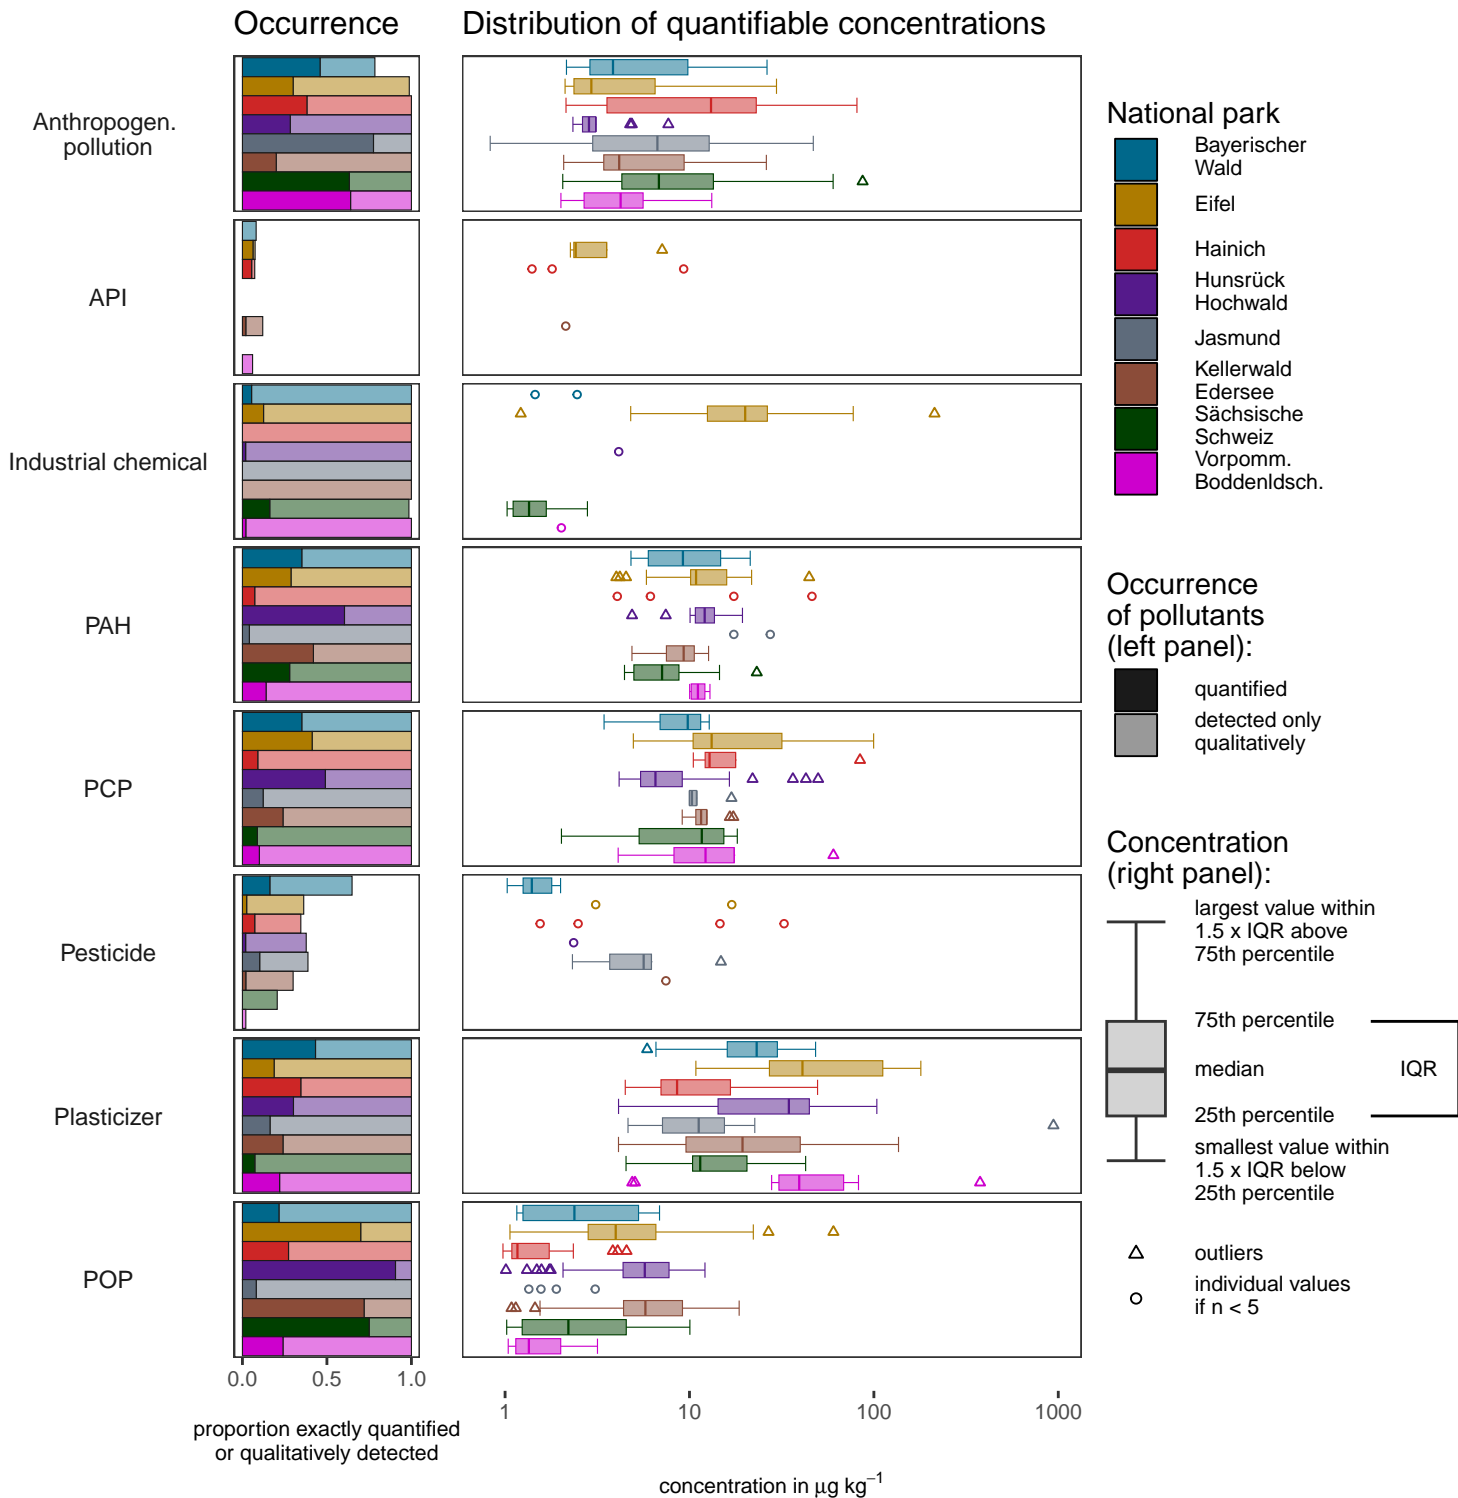 Occurrence
Distribution of quantifiable concentrations
Anthropogen.
pollution
API
Industrial chemical
PAH
PCP
Pesticide
Plasticizer
POP
0.0 0.5 1.0
proportion exactly quantified
or qualitatively detected
1 10 100 1000
concentration in μg kg⁻¹
National park
Bayerischer
Wald
Eifel
Hainich
Hunsrück
Hochwald
Jasmund
Kellerwald
Edersee
Sächsische
Schweiz
Vorpomm.
Boddenldsch.
Occurrence
of pollutants
(left panel):
quantified
detected only
qualitatively
Concentration
(right panel):
largest value within
1.5 x IQR above
75th percentile
75th percentile
median
IQR
25th percentile
smallest value within
1.5 x IQR below
25th percentile
outliers
individual values
if n < 5